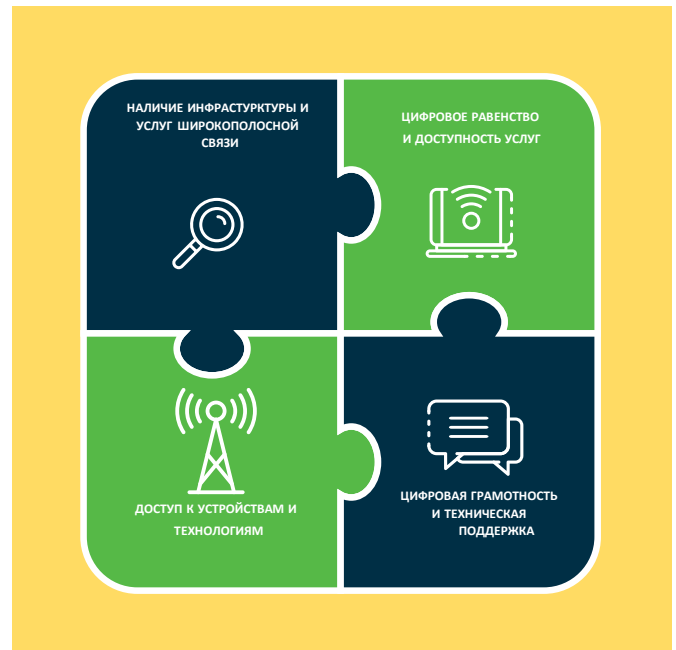 НАЛИЧИЕ ИНФРАСТУРКТУРЫ И
УСЛУГ ШИРОКОПОЛОСНОЙ
СВЯЗИ
ЦИФРОВОЕ РАВЕНСТВО
И ДОСТУПНОСТЬ УСЛУГ
ДОСТУП К УСТРОЙСТВАМ И
ТЕХНОЛОГИЯМ
ЦИФРОВАЯ ГРАМОТНОСТЬ
И ТЕХНИЧЕСКАЯ
ПОДДЕРЖКА